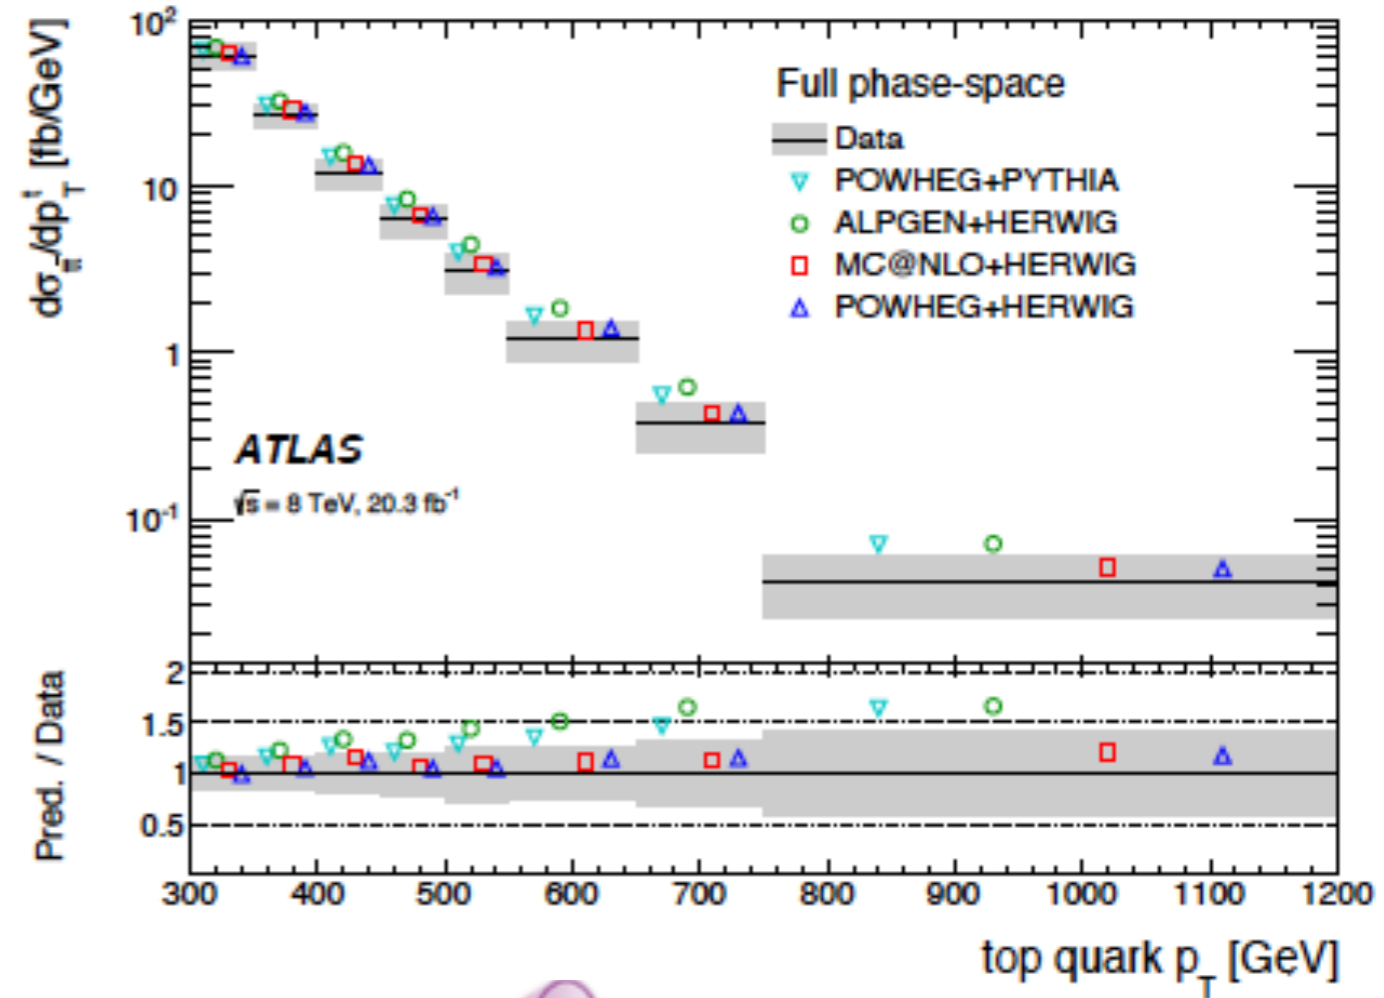 10²
10
1
10⁻¹
dσ_tt̄/dp_T^t [fb/GeV]
Full phase-space
Data
POWHEG+PYTHIA
ALPGEN+HERWIG
MC@NLO+HERWIG
POWHEG+HERWIG
ATLAS
√s = 8 TeV, 20.3 fb⁻¹
Pred. / Data
2
1.5
1
0.5
300 400 500 600 700 800 900 1000 1100 1200
top quark p_T [GeV]